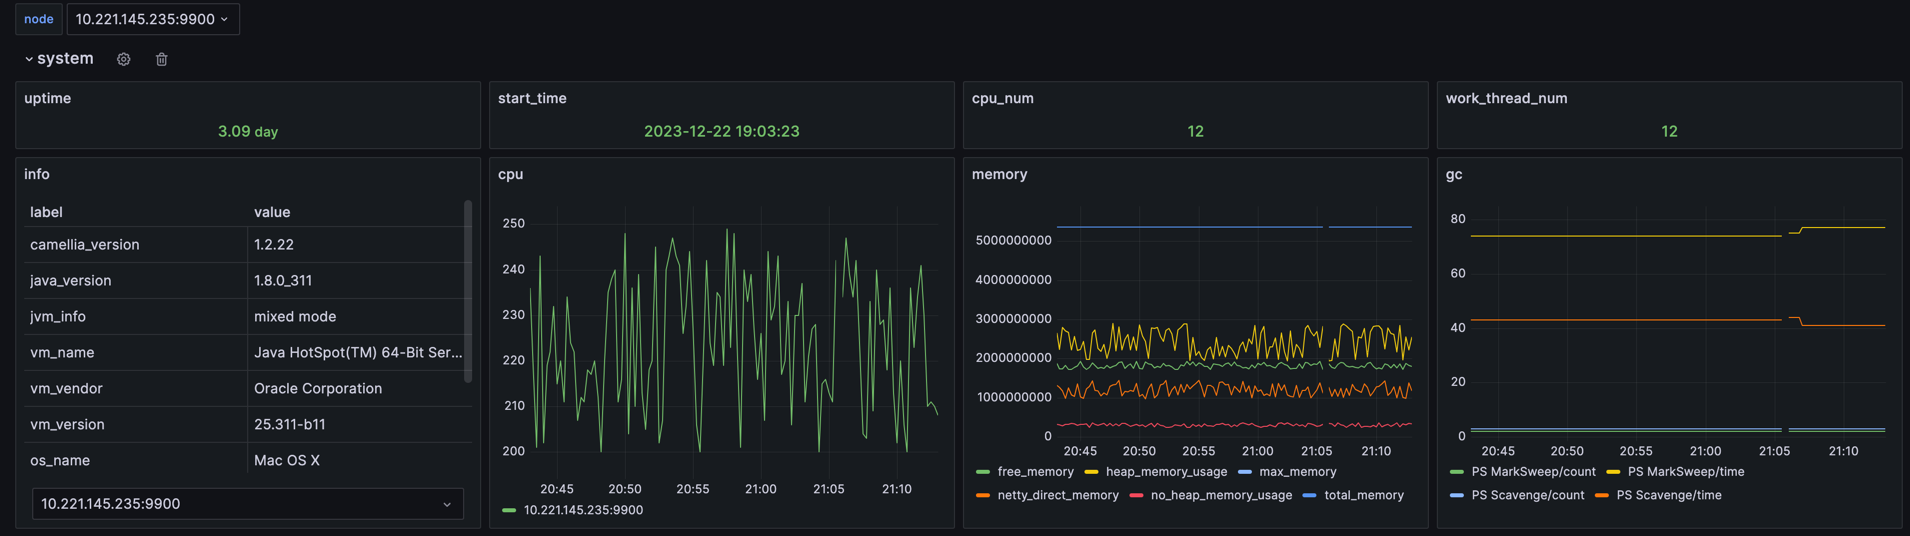 node 10.221.145.235:9900
system
uptime
3.09 day
start_time
2023-12-22 19:03:23
cpu_num
12
work_thread_num
12
info
label value
camellia_version 1.2.22
java_version 1.8.0_311
jvm_info mixed mode
vm_name Java HotSpot(TM) 64-Bit Ser...
vm_vendor Oracle Corporation
vm_version 25.311-b11
os_name Mac OS X
10.221.145.235:9900
cpu
250
240
230
220
210
200
20:45 20:50 20:55 21:00 21:05 21:10
10.221.145.235:9900
memory
5000000000
4000000000
3000000000
2000000000
1000000000
0
20:45 20:50 20:55 21:00 21:05 21:10
free_memory heap_memory_usage max_memory
netty_direct_memory no_heap_memory_usage total_memory
gc
80
60
40
20
0
20:45 20:50 20:55 21:00 21:05 21:10
PS MarkSweep/count PS MarkSweep/time
PS Scavenge/count PS Scavenge/time